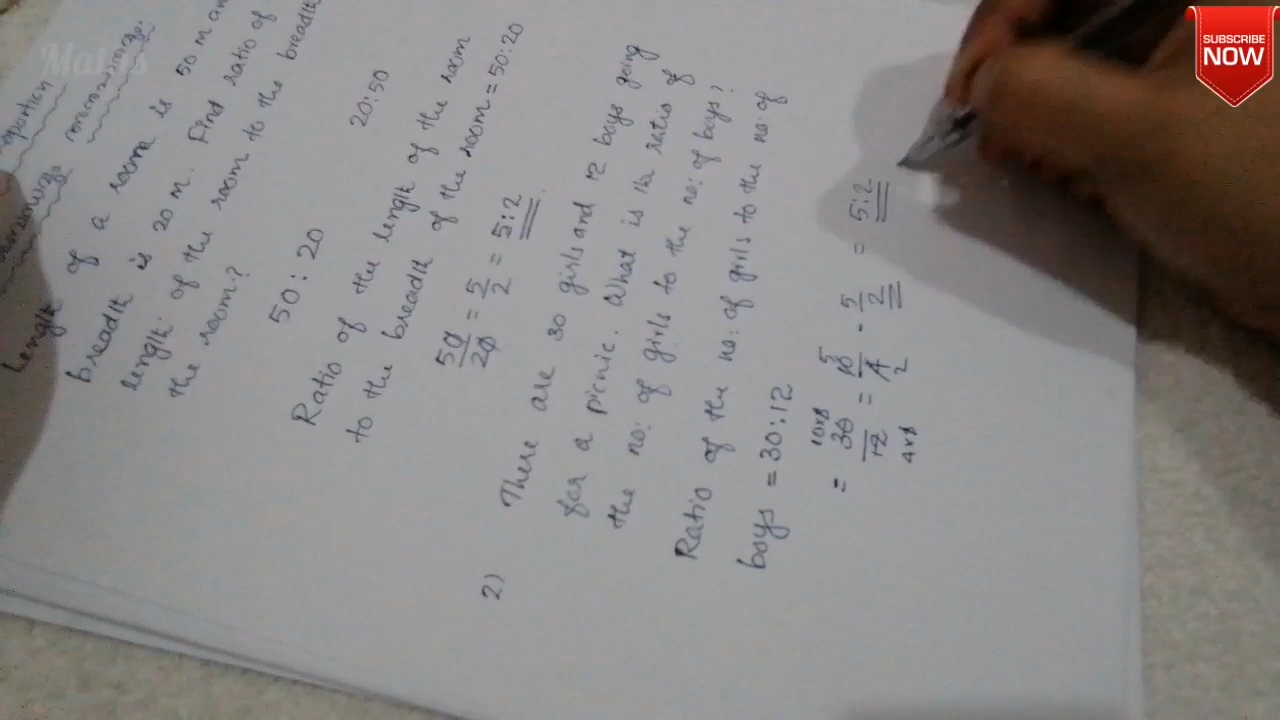 Maths
SUBSCRIBE
NOW
Length of a room is 50 m
breadth is 20 m. Find ratio of
length of the room to the breadth
the room?
50 : 20
20:50
Ratio of the length of the room
to the breadth of the room = 50:20
50/20 = 5/2 = 5:2
2) There are 30 girls and 12 boys going
for a picnic. What is the ratio of
the no: of girls to the no: of boys?
Ratio of the no: of girls to the no: of
boys = 30:12
= 30/12 = 10/4 - 5/2 = 5:2